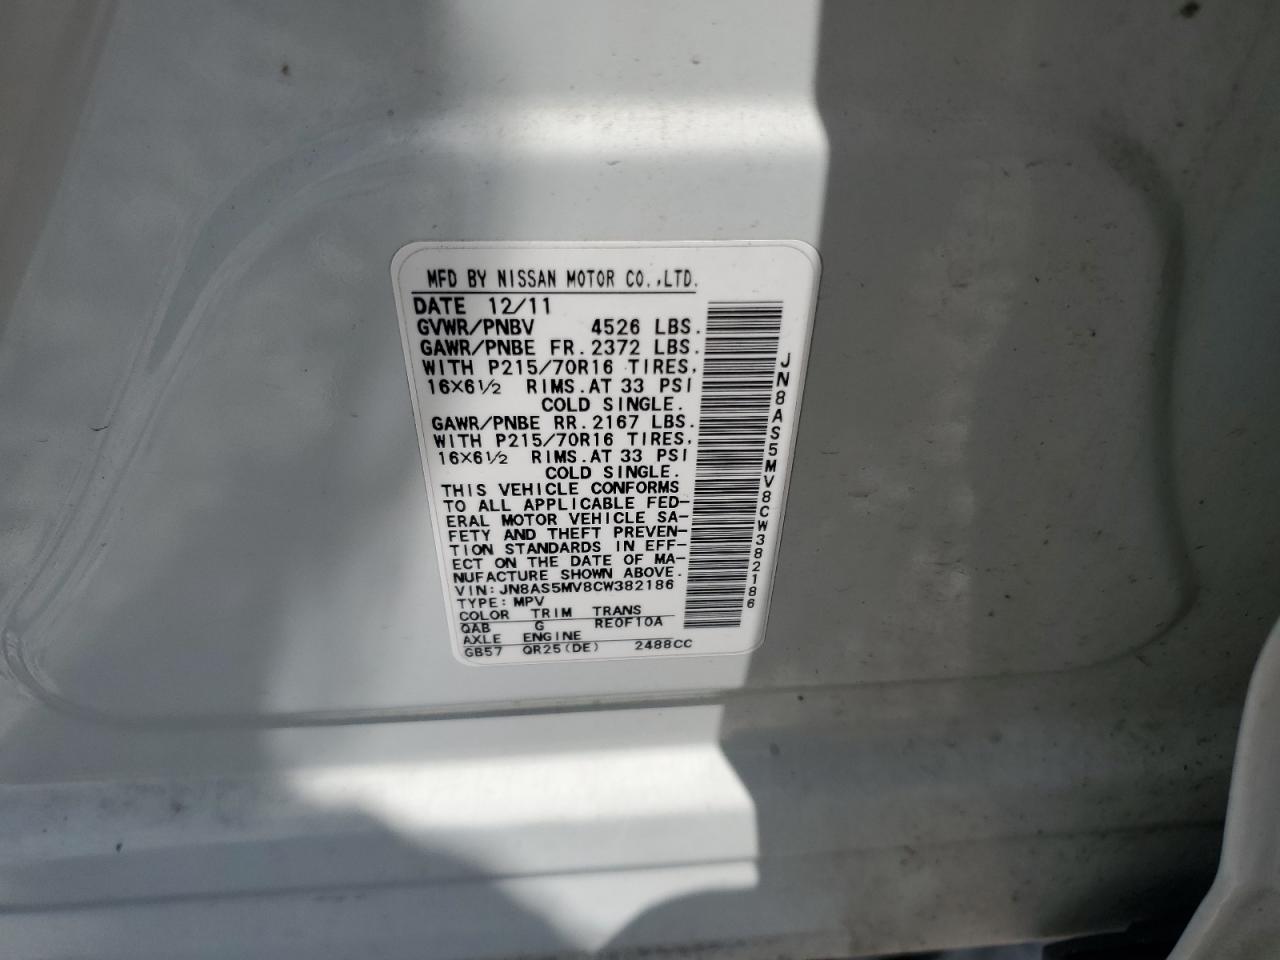 MFD BY NISSAN MOTOR CO.,LTD.
DATE 12/11
GVWR/PNBV 4526 LBS.
GAWR/PNBE FR.2372 LBS.
WITH P215/70R16 TIRES,
16×6½ RIMS.AT 33 PSI
COLD SINGLE.
GAWR/PNBE RR.2167 LBS.
WITH P215/70R16 TIRES,
16×6½ RIMS.AT 33 PSI
COLD SINGLE.
THIS VEHICLE CONFORMS
TO ALL APPLICABLE FED-
ERAL MOTOR VEHICLE SA-
FETY AND THEFT PREVEN-
TION STANDARDS IN EFF-
ECT ON THE DATE OF MA-
NUFACTURE SHOWN ABOVE.
VIN:JN8AS5MV8CW382186
TYPE:MPV
COLOR TRIM TRANS
QAB G RE0F10A
AXLE ENGINE
GB57 QR25(DE) 2488CC
JN8AS5MV8CW382186